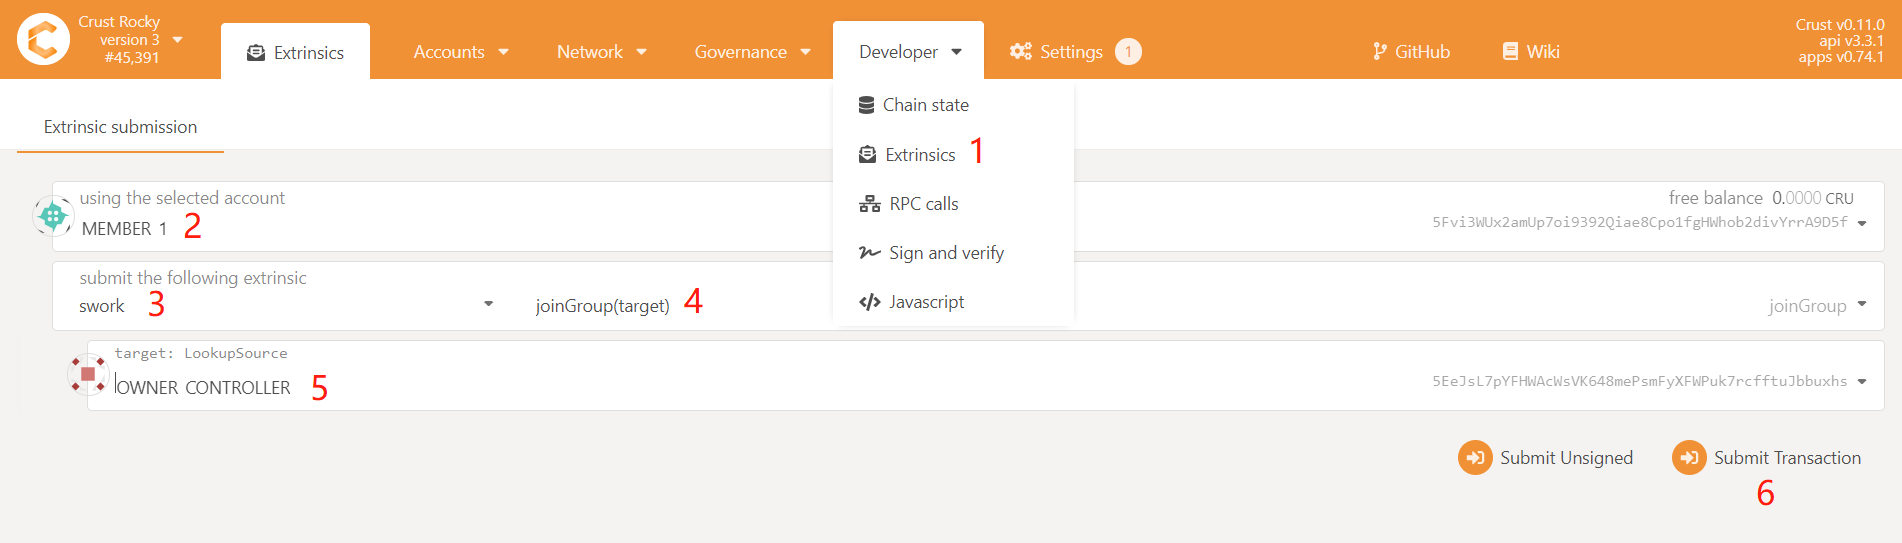 Crust Rocky
version 3
#45,391
Extrinsics
Accounts
Network
Governance
Developer
Settings 1
GitHub
Wiki
Crust v0.11.0
api v3.3.1
apps v0.74.1
Chain state
Extrinsics 1
RPC calls
Sign and verify
Javascript
Extrinsic submission
using the selected account
MEMBER 1 2
free balance 0.0000 CRU
5Fvi3WUx2amUp7oi9392Qiae8Cpo1fgHWhob2divYrrA9D5f
submit the following extrinsic
swork 3
joinGroup(target) 4
joinGroup
target: LookupSource
OWNER CONTROLLER 5
5EeJsL7pYFHWAcWsVK648mePsmFyXFWPuk7rcfftuJbbuxhs
Submit Unsigned
Submit Transaction
6